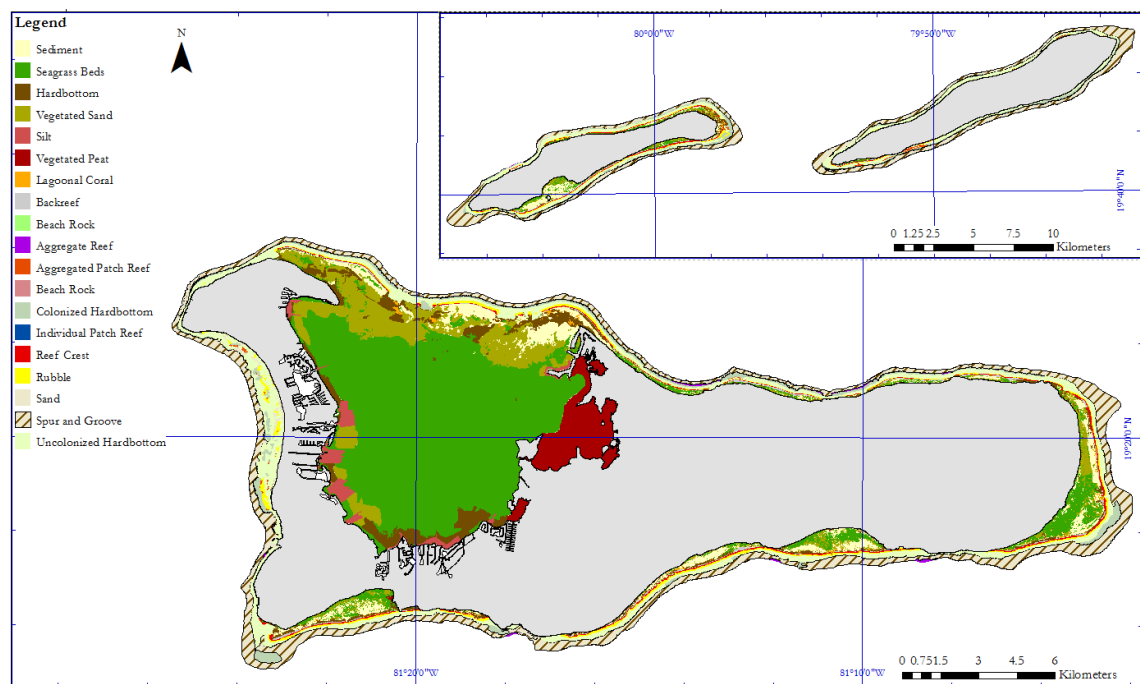 Legend
Sediment
Seagrass Beds
Hardbottom
Vegetated Sand
Silt
Vegetated Peat
Lagoonal Coral
Backreef
Beach Rock
Aggregate Reef
Aggregated Patch Reef
Beach Rock
Colonized Hardbottom
Individual Patch Reef
Reef Crest
Rubble
Sand
Spur and Groove
Uncolonized Hardbottom
N
80°0'0"W
79°50'0"W
19°40'0"N
0 1.25 2.5 5 7.5 10
Kilometers
19°20'0"N
81°20'0"W
81°10'0"W
0 0.75 1.5 3 4.5 6
Kilometers